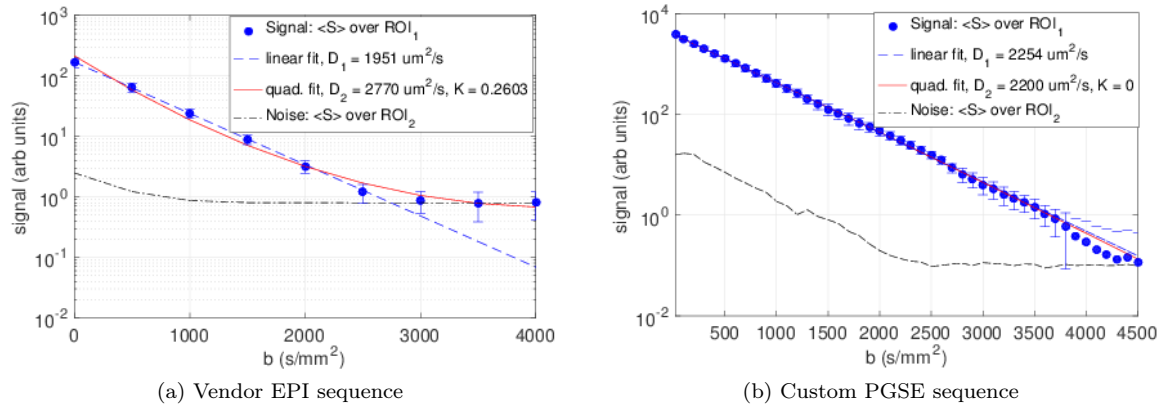 10^3
10^2
10^1
10^0
10^-1
10^-2
signal (arb units)
0
1000
2000
3000
4000
b (s/mm^2)
Signal: <S> over ROI_1
linear fit, D_1 = 1951 um^2/s
quad. fit, D_2 = 2770 um^2/s, K = 0.2603
Noise: <S> over ROI_2
(a) Vendor EPI sequence
10^4
10^2
10^0
10^-2
signal (arb units)
500
1000
1500
2000
2500
3000
3500
4000
4500
b (s/mm^2)
Signal: <S> over ROI_1
linear fit, D_1 = 2254 um^2/s
quad. fit, D_2 = 2200 um^2/s, K = 0
Noise: <S> over ROI_2
(b) Custom PGSE sequence